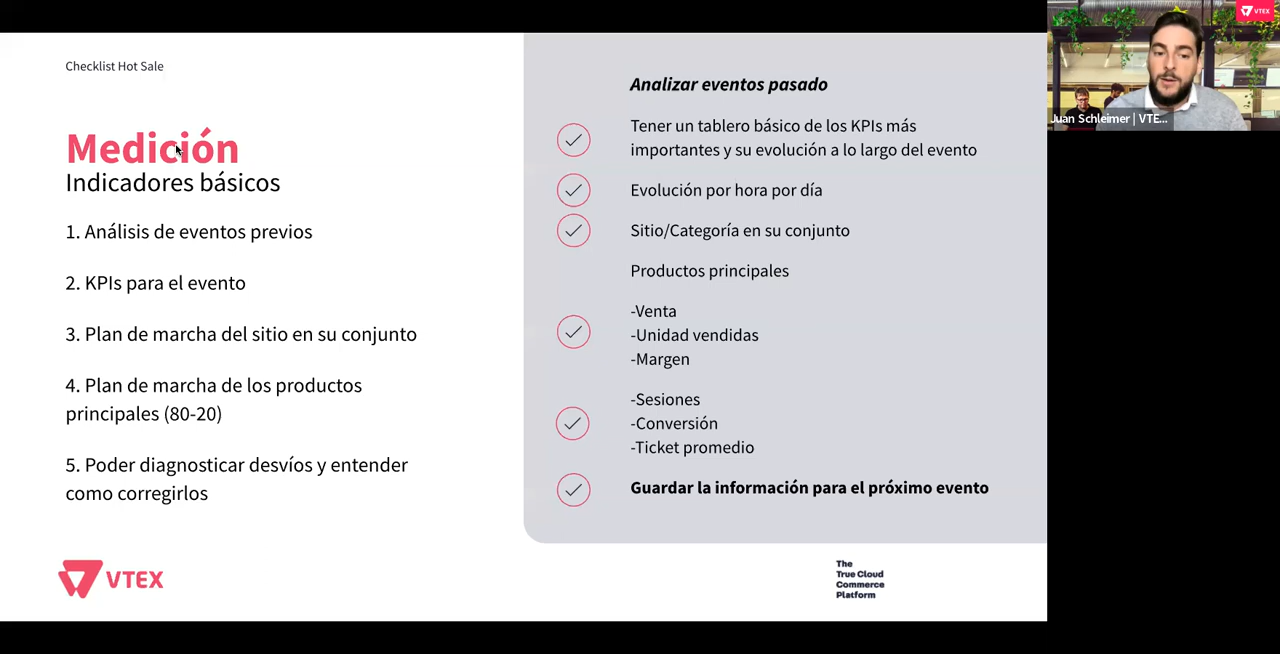 Checklist Hot Sale
Medición
Indicadores básicos
1. Análisis de eventos previos
2. KPIs para el evento
3. Plan de marcha del sitio en su conjunto
4. Plan de marcha de los productos
principales (80-20)
5. Poder diagnosticar desvíos y entender
como corregirlos
VTEX
Analizar eventos pasado
Tener un tablero básico de los KPIs más
importantes y su evolución a lo largo del evento
Evolución por hora por día
Sitio/Categoría en su conjunto
Productos principales
-Venta
-Unidad vendidas
-Margen
-Sesiones
-Conversión
-Ticket promedio
Guardar la información para el próximo evento
The
True Cloud
Commerce
Platform
VTEX
Juan Schleimer | VTE...